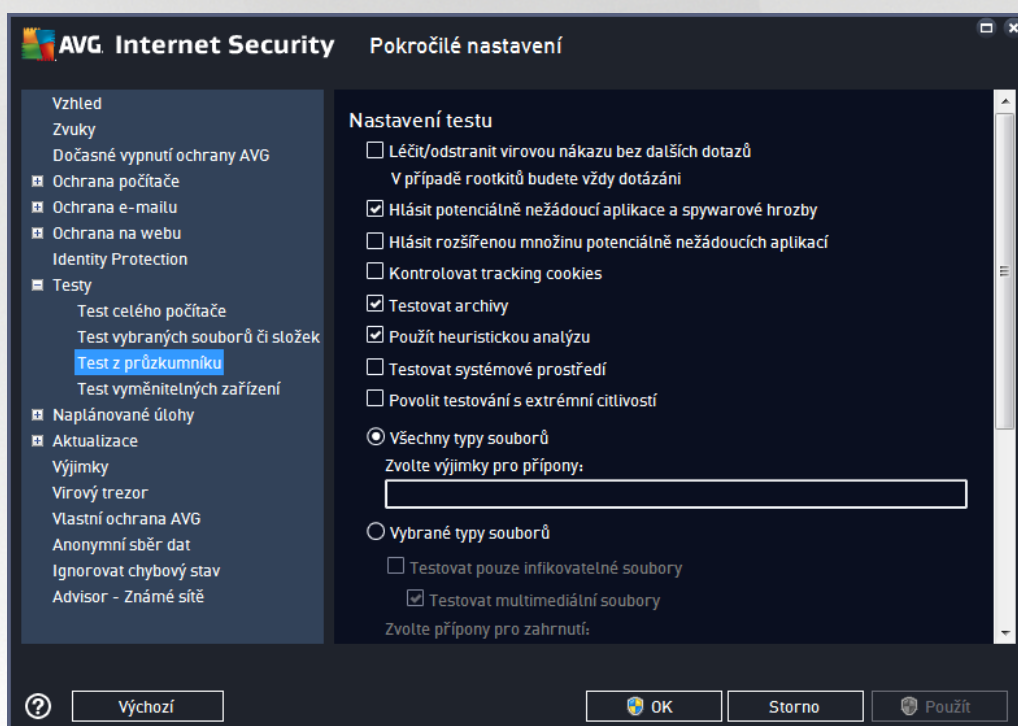 AVG. Internet Security Pokročilé nastavení
Vzhled
Zvuky
Dočasné vypnutí ochrany AVG
Ochrana počítače
Ochrana e-mailu
Ochrana na webu
Identity Protection
Testy
Test celého počítače
Test vybraných souborů či složek
Test z průzkumníku
Test vyměnitelných zařízení
Naplánované úlohy
Aktualizace
Výjimky
Virový trezor
Vlastní ochrana AVG
Anonymní sběr dat
Ignorovat chybový stav
Advisor - Známé sítě
Nastavení testu
Léčit/odstranit virovou nákazu bez dalších dotazů
V případě rootkitů budete vždy dotázáni
Hlásit potenciálně nežádoucí aplikace a spywarové hrozby
Hlásit rozšířenou množinu potenciálně nežádoucích aplikací
Kontrolovat tracking cookies
Testovat archivy
Použít heuristickou analýzu
Testovat systémové prostředí
Povolit testování s extrémní citlivostí
Všechny typy souborů
Zvolte výjimky pro přípony:
Vybrané typy souborů
Testovat pouze infikovatelné soubory
Testovat multimediální soubory
Zvolte přípony pro zahrnutí:
Výchozí
OK
Storno
Použít